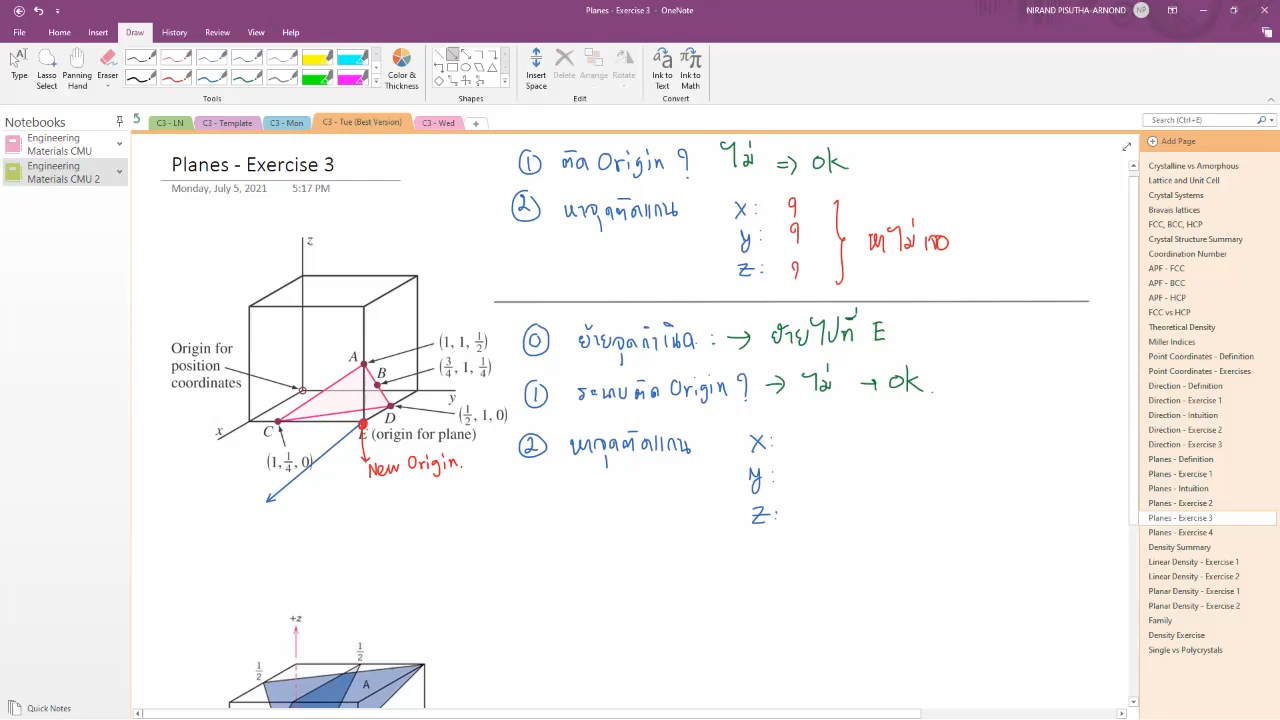 Planes - Exercise 3 - OneNote
NIRAND PISUTHA-ARNOND NP
File Home Insert Draw History Review View Help
Type
Lasso Select
Panning Hand
Eraser
Color & Thickness
Insert Space
Delete
Arrange
Rotate
Ink to Text
Ink to Math
Tools
Shapes
Edit
Convert
Notebooks
Engineering Materials CMU
Engineering Materials CMU 2
Quick Notes
C3 - LN
C3 - Template
C3 - Mon
C3 - Tue (Best Version)
C3 - Wed
Search (Ctrl+E)
Planes - Exercise 3
Monday, July 5, 2021 5:17 PM
① ติด Origin ? ไม่ => OK
② หาจุดตัดแกน X: ?
y: ?
z: ?
หาไม่เจอ
⓪ ย้ายจุดกำเนิด : → ย้ายไปที่ E
① ระนาบติด Origin ? → ไม่ → OK.
② หาจุดตัดแกน X:
y:
z:
z
Origin for
position
coordinates
A
(1, 1, 1/2)
B
(3/4, 1, 1/4)
y
D
(1/2, 1, 0)
x
C
E (origin for plane)
(1, 1/4, 0)
New Origin.
+z
1/2
1/2
A
Add Page
Crystalline vs Amorphous
Lattice and Unit Cell
Crystal Systems
Bravais lattices
FCC, BCC, HCP
Crystal Structure Summary
Coordination Number
APF - FCC
APF - BCC
APF - HCP
FCC vs HCP
Theoretical Density
Miller Indices
Point Coordinates - Definition
Point Coordinates - Exercises
Direction - Definition
Direction - Exercise 1
Direction - Intuition
Direction - Exercise 2
Direction - Exercise 3
Planes - Definition
Planes - Exercise 1
Planes - Intuition
Planes - Exercise 2
Planes - Exercise 3
Planes - Exercise 4
Density Summary
Linear Density - Exercise 1
Linear Density - Exercise 2
Planar Density - Exercise 1
Planar Density - Exercise 2
Family
Density Exercise
Single vs Polycrystals